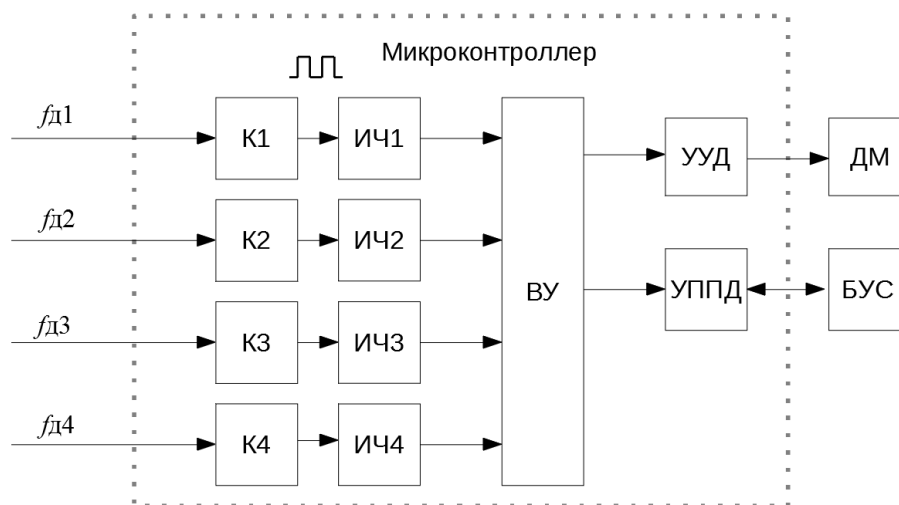 Микроконтроллер
fд1
К1
ИЧ1
УУД
ДМ
fд2
К2
ИЧ2
ВУ
УППД
БУС
fд3
К3
ИЧ3
fд4
К4
ИЧ4